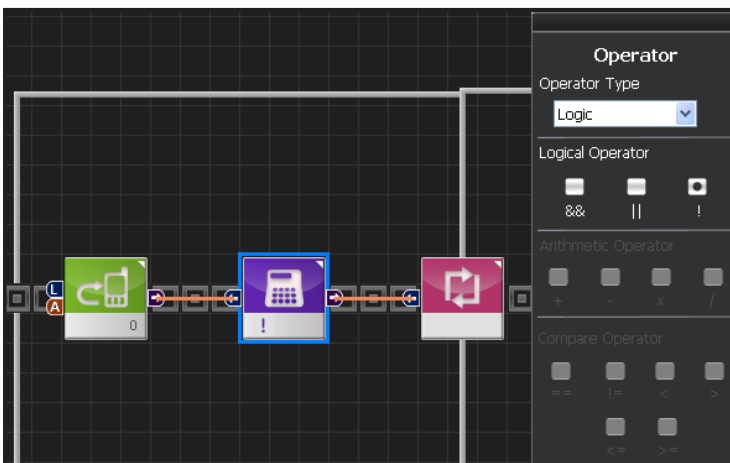 Operator
Operator Type
Logic
Logical Operator
&& || !
Arithmetic Operator
+ - x /
Compare Operator
== != < >
<= >=
L
A
0
!